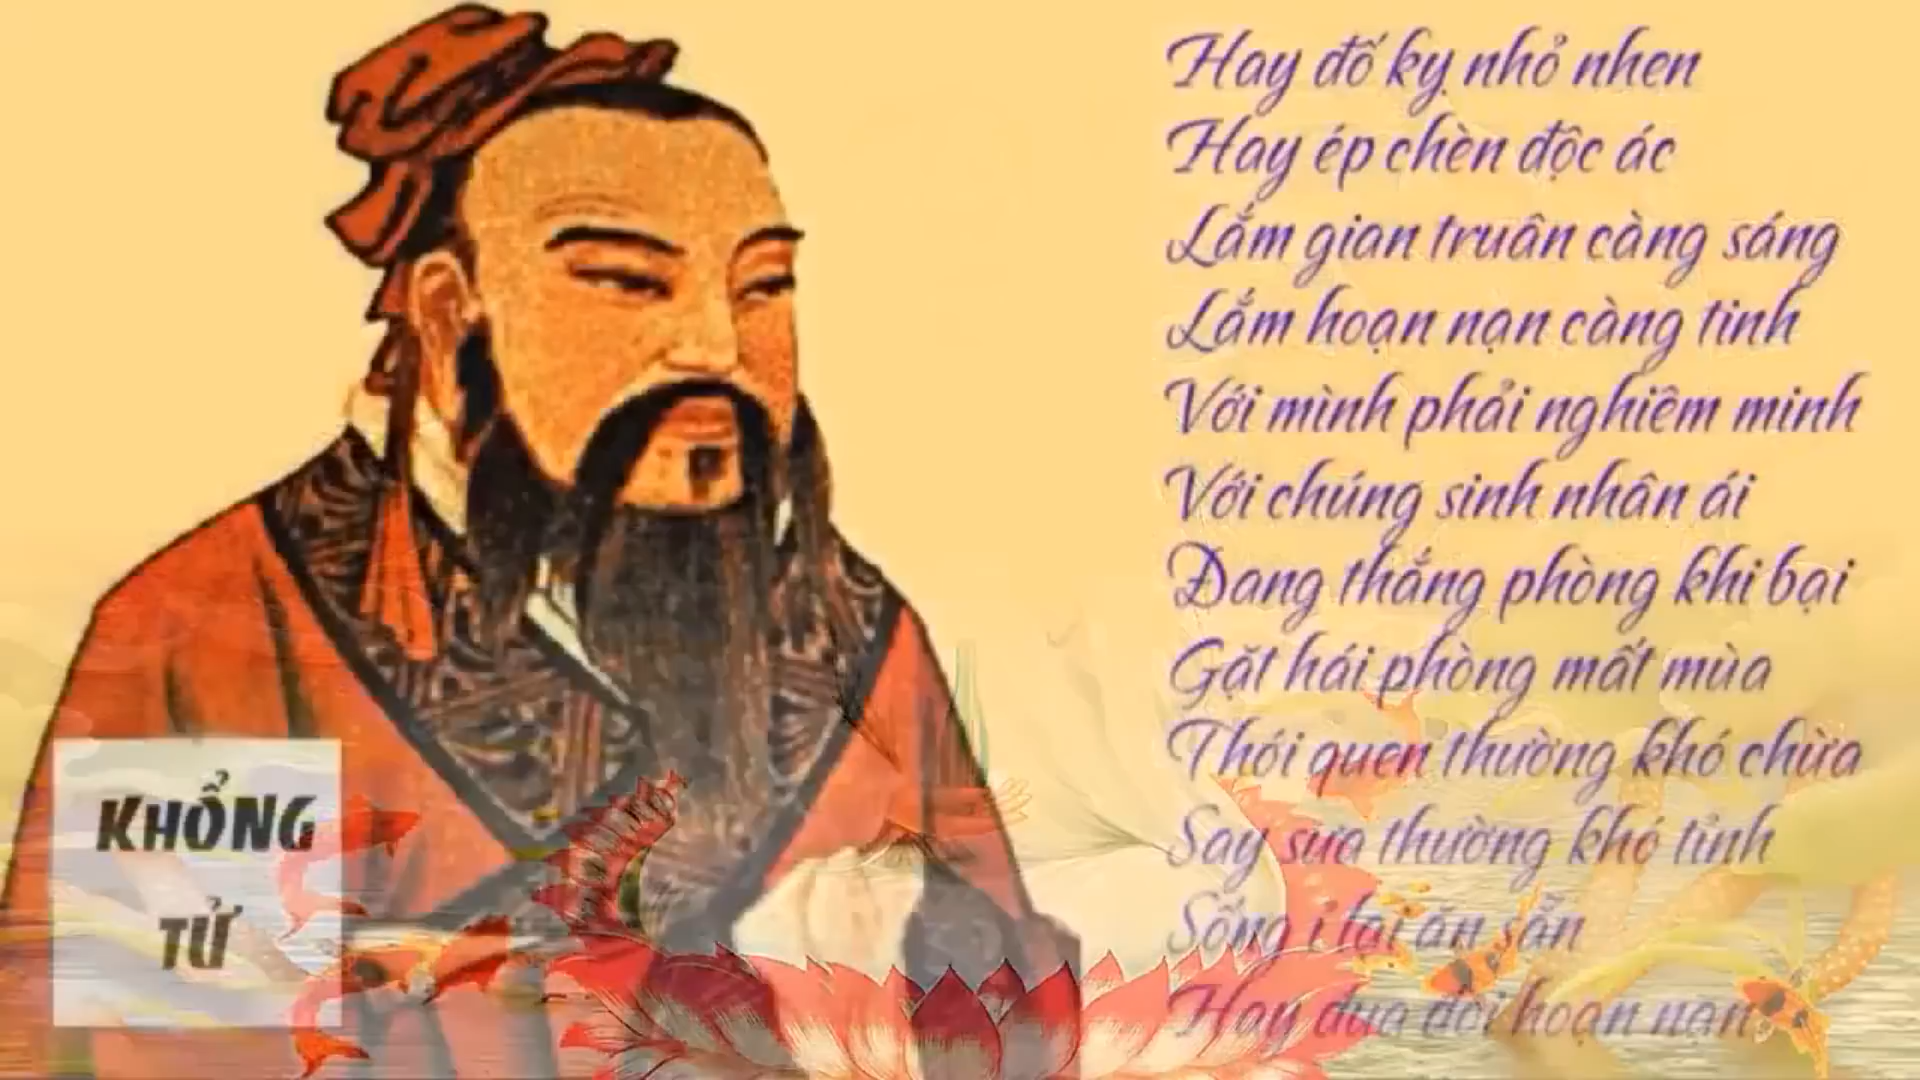 Hay đố kỵ nhỏ nhen
Hay ép chèn độc ác
Lắm gian truân càng sáng
Lắm hoạn nạn càng tinh
Với mình phải nghiêm minh
Với chúng sinh nhân ái
Đang thắng phòng khi bại
Gặt hái phòng mất mùa
Thói quen thường khó chừa
Say sưa thường khó tỉnh
Sống ỉ lại ăn sẵn
Hay đua đòi hoạn nạn
KHỔNG
TỬ